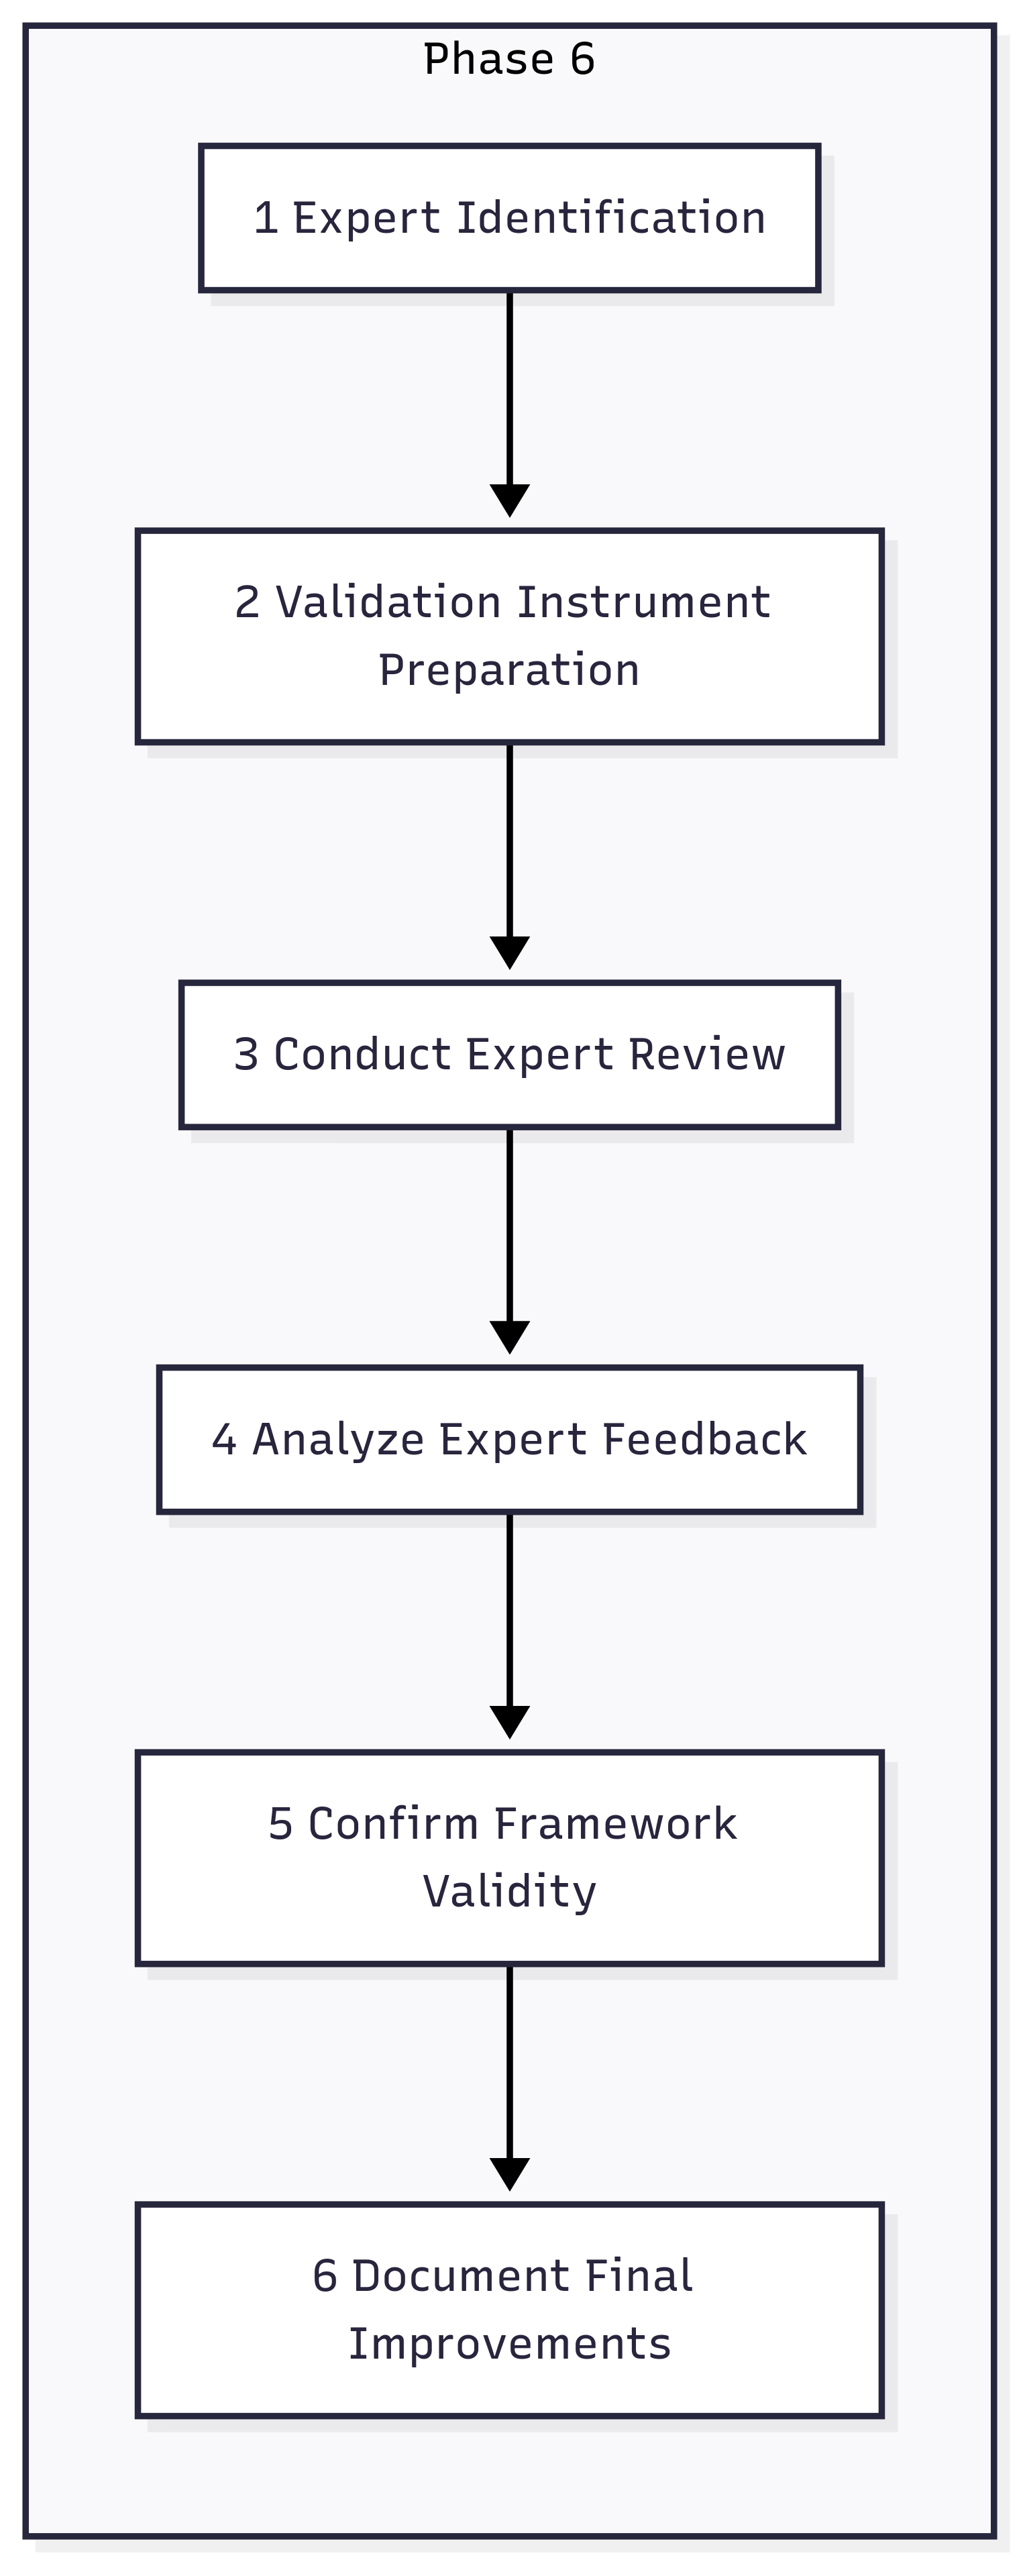 Phase 6
1 Expert Identification
2 Validation Instrument
Preparation
3 Conduct Expert Review
4 Analyze Expert Feedback
5 Confirm Framework
Validity
6 Document Final
Improvements